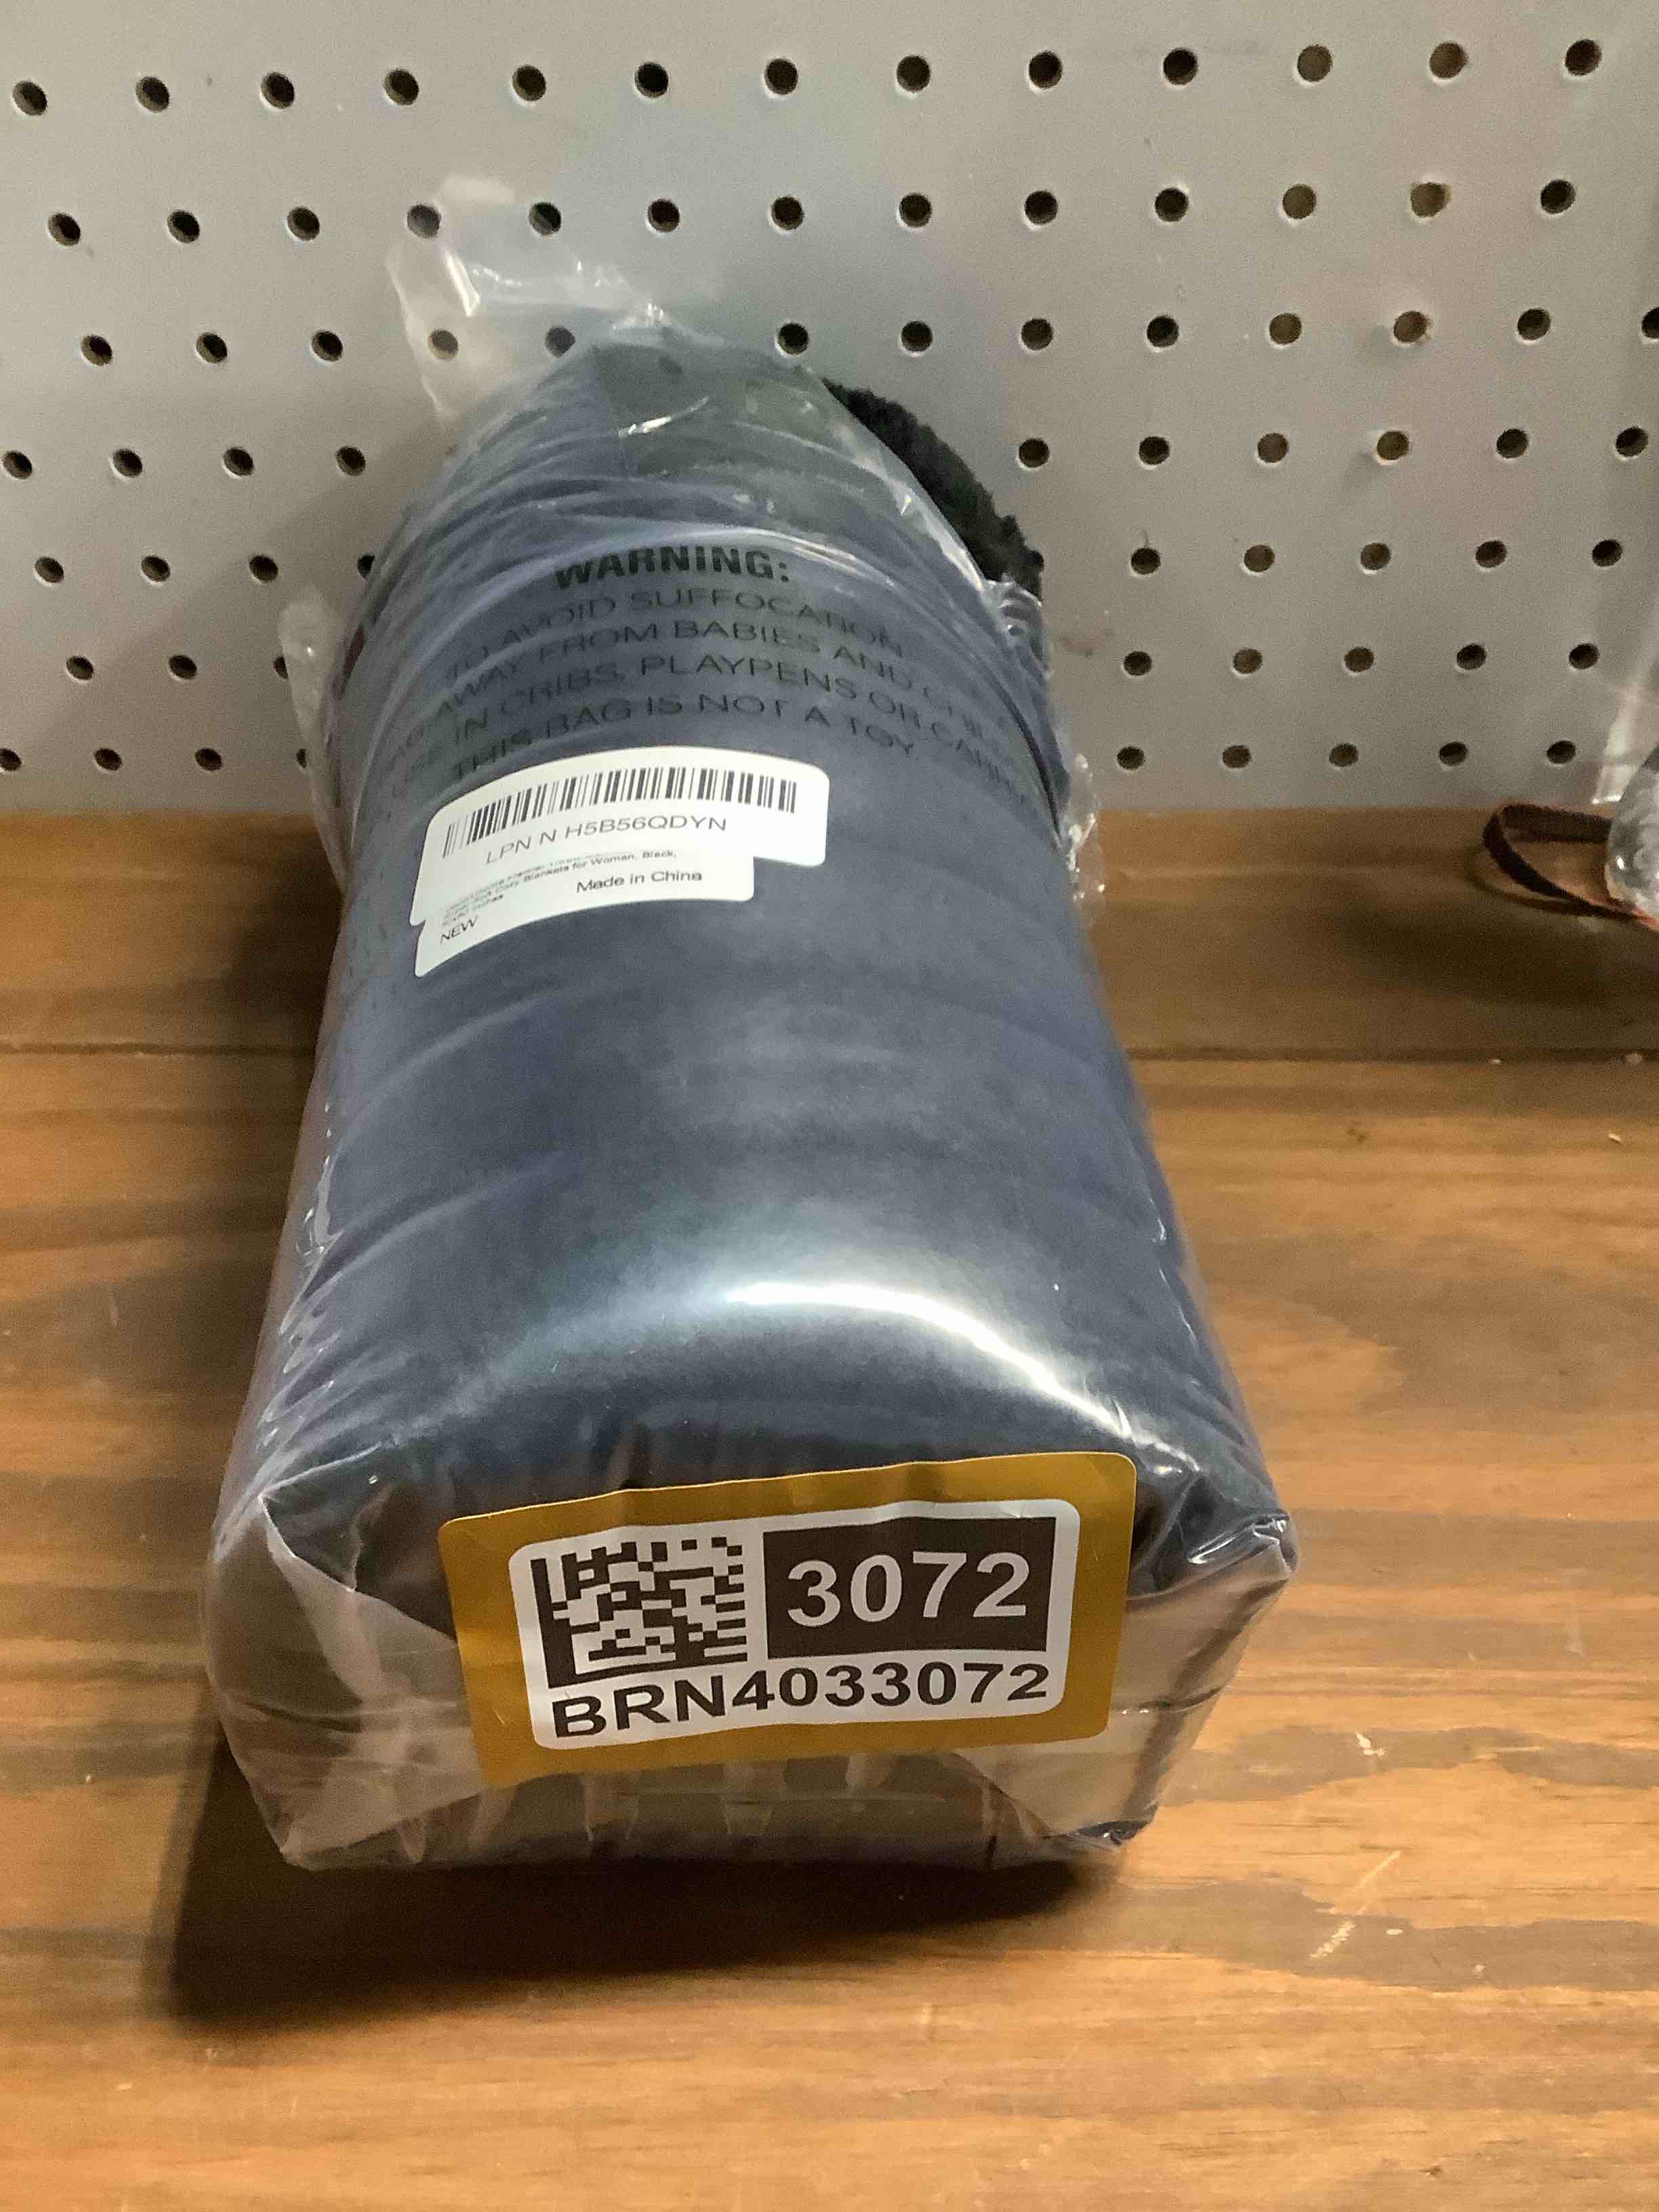 WARNING:
TO AVOID SUFFOCATION
AWAY FROM BABIES AND
IN CRIBS, PLAYPENS OR
THIS BAG IS NOT A TOY.
LPN N H5B56QDYN
Cozy Blankets for Woman, Black,
Made in China
NEW
3072
BRN4033072